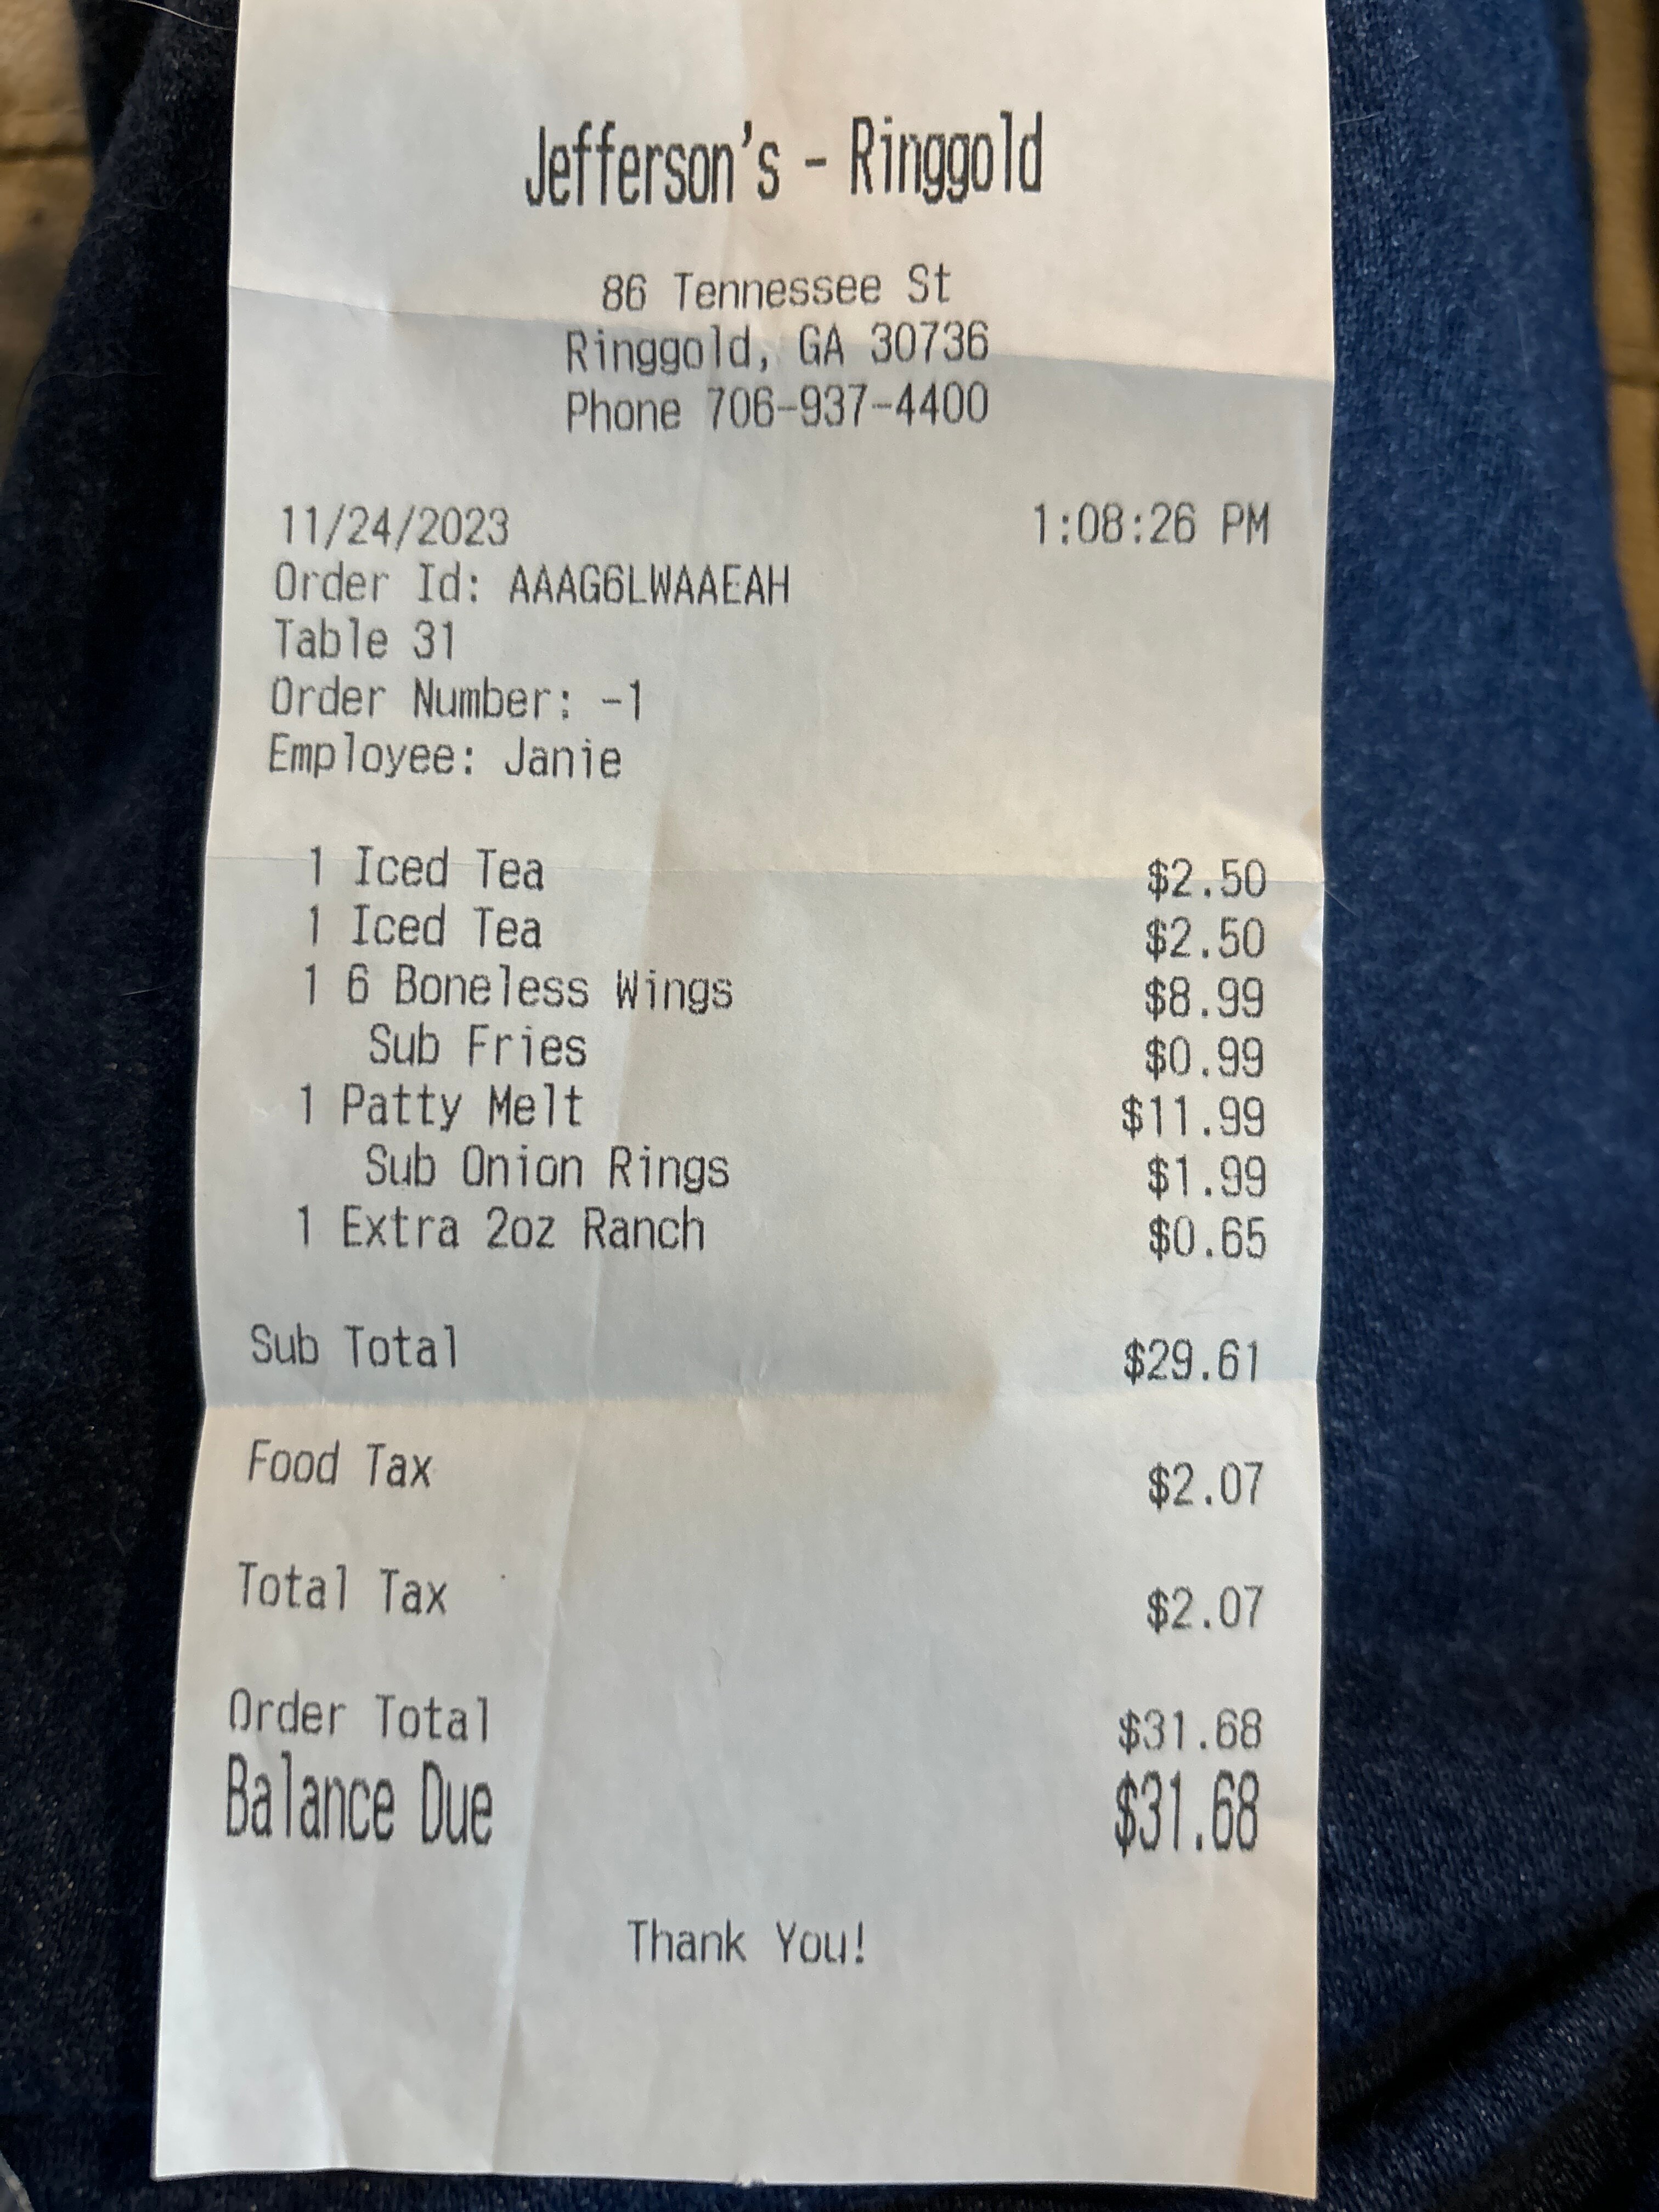 Jefferson's - Ringgold
86 Tennessee St
Ringgold, GA 30736
Phone 706-937-4400
11/24/2023 1:08:26 PM
Order Id: AAAG6LWAAEAH
Table 31
Order Number: -1
Employee: Janie
1 Iced Tea $2.50
1 Iced Tea $2.50
1 6 Boneless Wings $8.99
Sub Fries $0.99
1 Patty Melt $11.99
Sub Onion Rings $1.99
1 Extra 2oz Ranch $0.65
Sub Total $29.61
Food Tax $2.07
Total Tax $2.07
Order Total $31.68
Balance Due $31.68
Thank You!